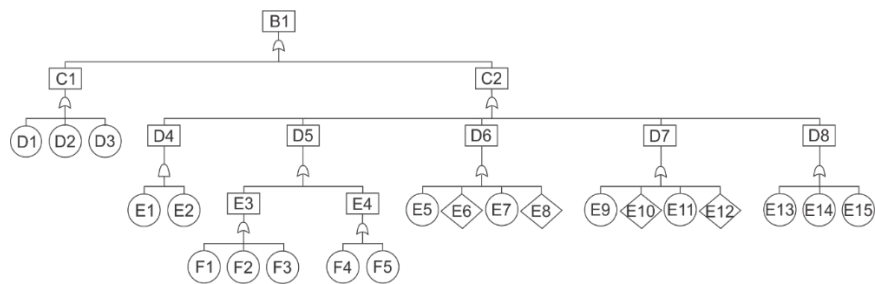 B1
C1 C2
D1 D2 D3 D4 D5 D6 D7 D8
E1 E2 E3 E4 E5 E6 E7 E8 E9 E10 E11 E12 E13 E14 E15
F1 F2 F3 F4 F5